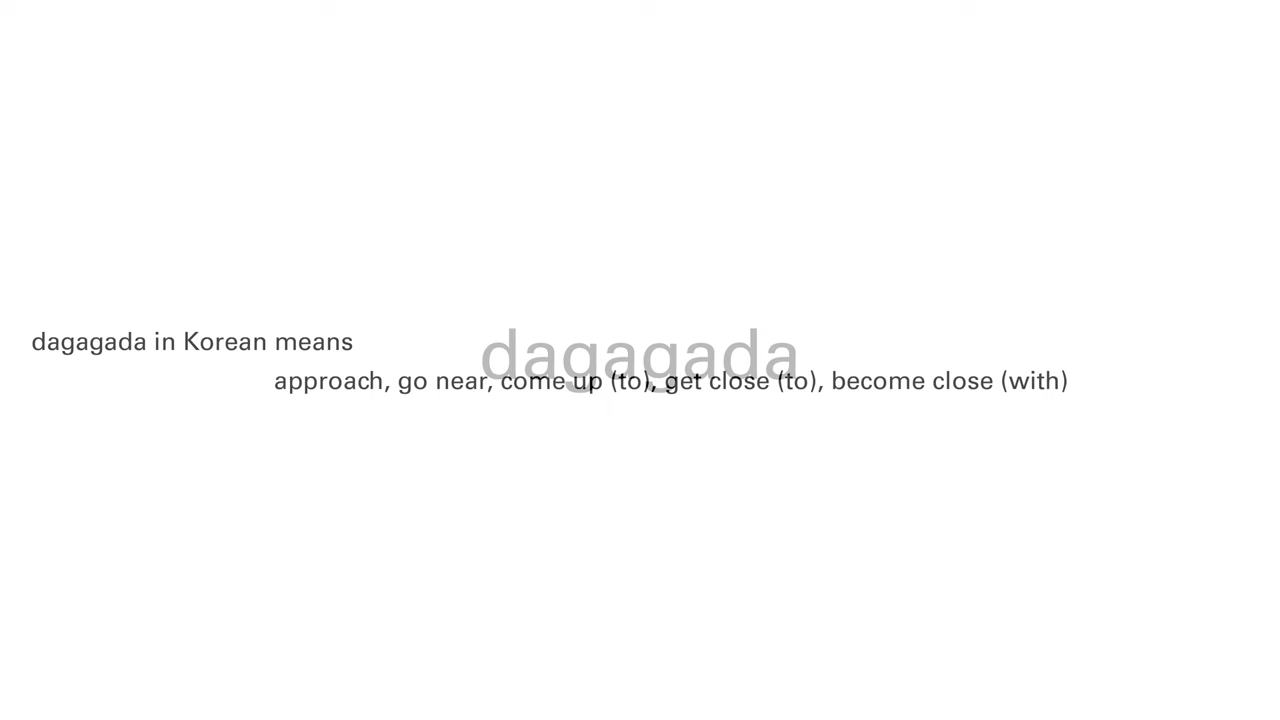 dagagada in Korean means
dagagada
approach, go near, come up (to), get close (to), become close (with)